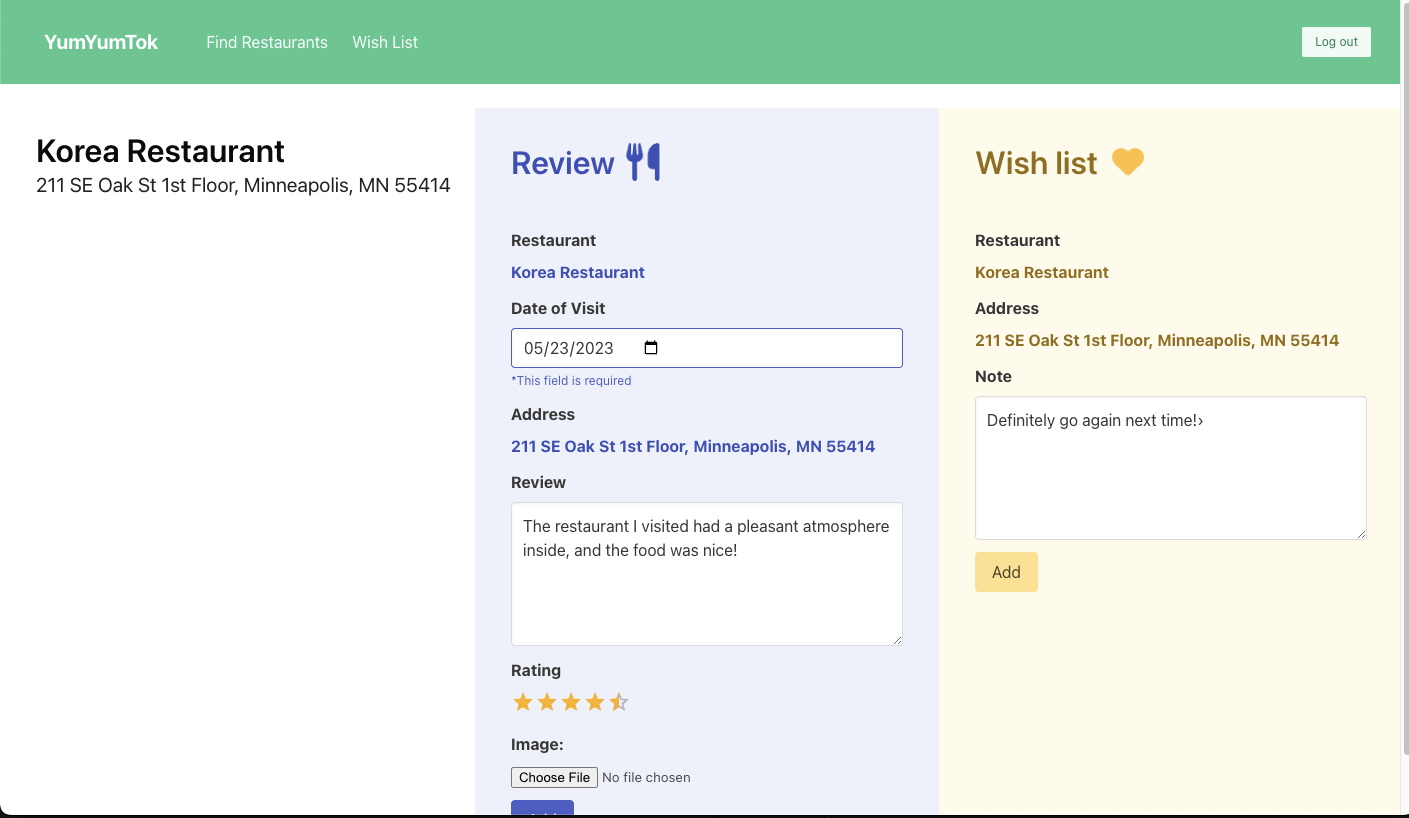 YumYumTok
Find Restaurants
Wish List
Log out
Korea Restaurant
211 SE Oak St 1st Floor, Minneapolis, MN 55414
Review
Restaurant
Korea Restaurant
Date of Visit
05/23/2023
*This field is required
Address
211 SE Oak St 1st Floor, Minneapolis, MN 55414
Review
The restaurant I visited had a pleasant atmosphere
inside, and the food was nice!
Rating
Image:
Choose File No file chosen
Wish list
Restaurant
Korea Restaurant
Address
211 SE Oak St 1st Floor, Minneapolis, MN 55414
Note
Definitely go again next time!›
Add